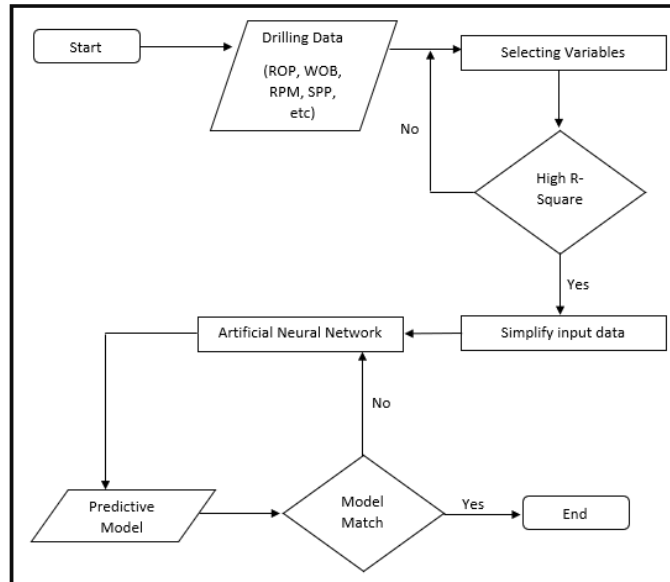 Start
Drilling Data
(ROP, WOB,
RPM, SPP,
etc)
Selecting Variables
No
High R-
Square
Yes
Artificial Neural Network
Simplify input data
No
Predictive
Model
Model
Match
Yes
End